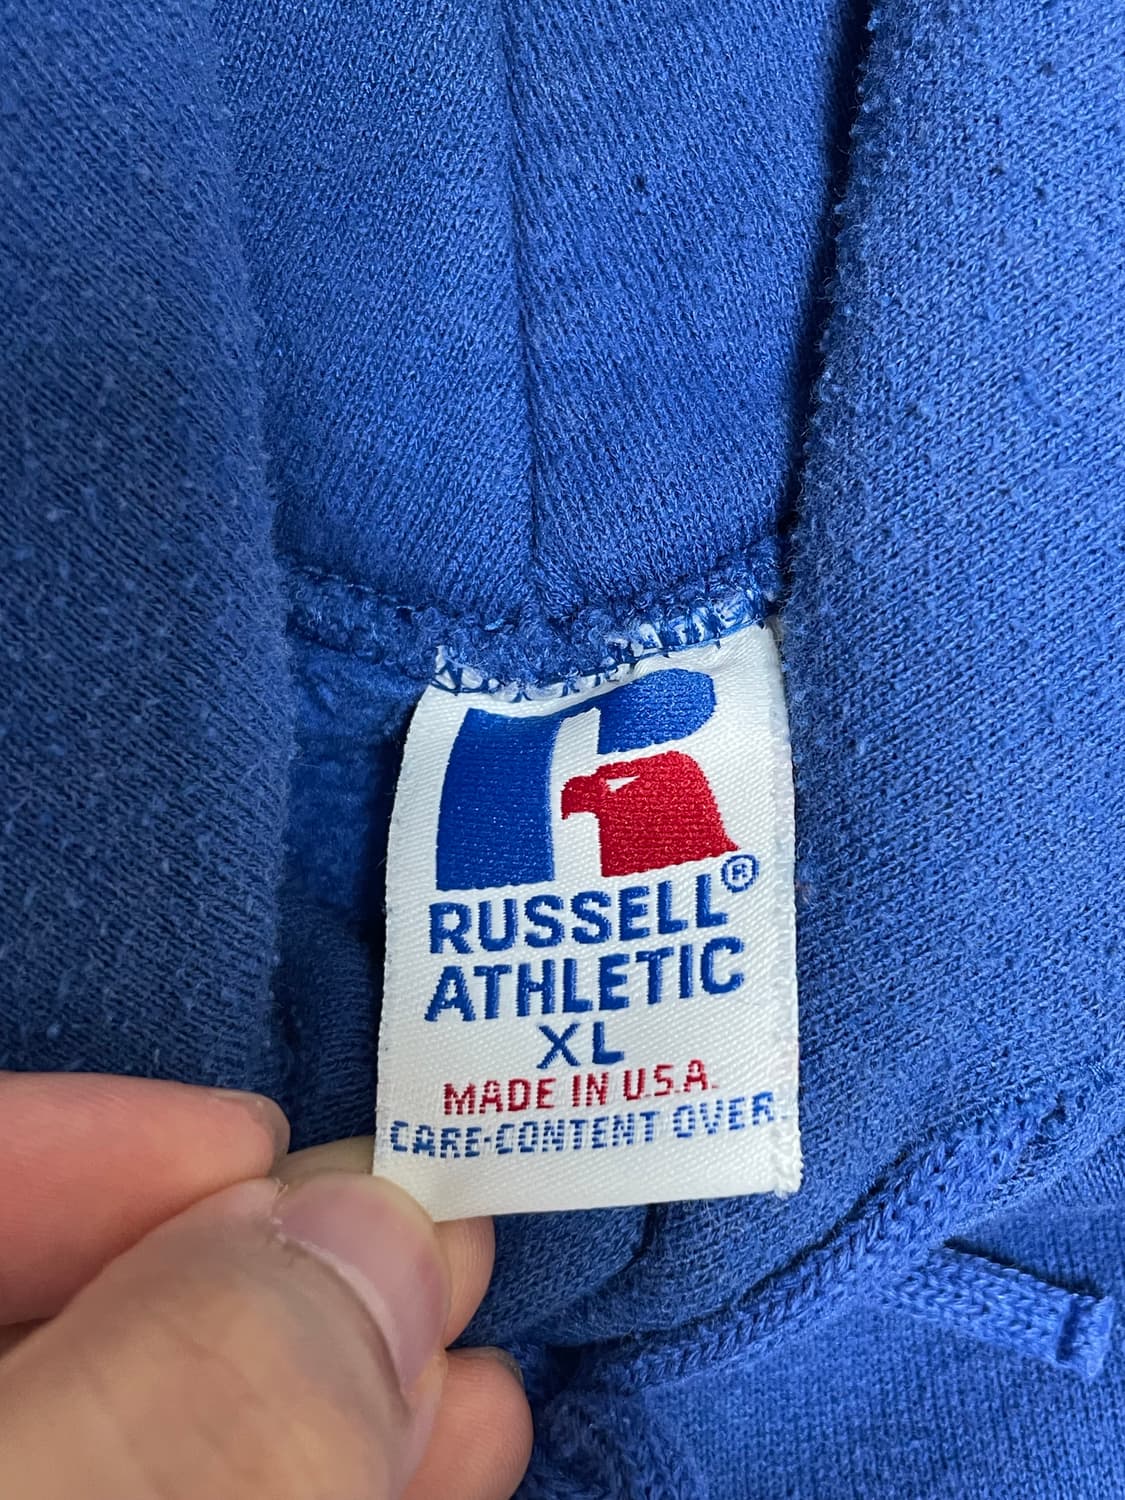 R
RUSSELL®
ATHLETIC
XL
MADE IN U.S.A.
CARE-CONTENT OVER